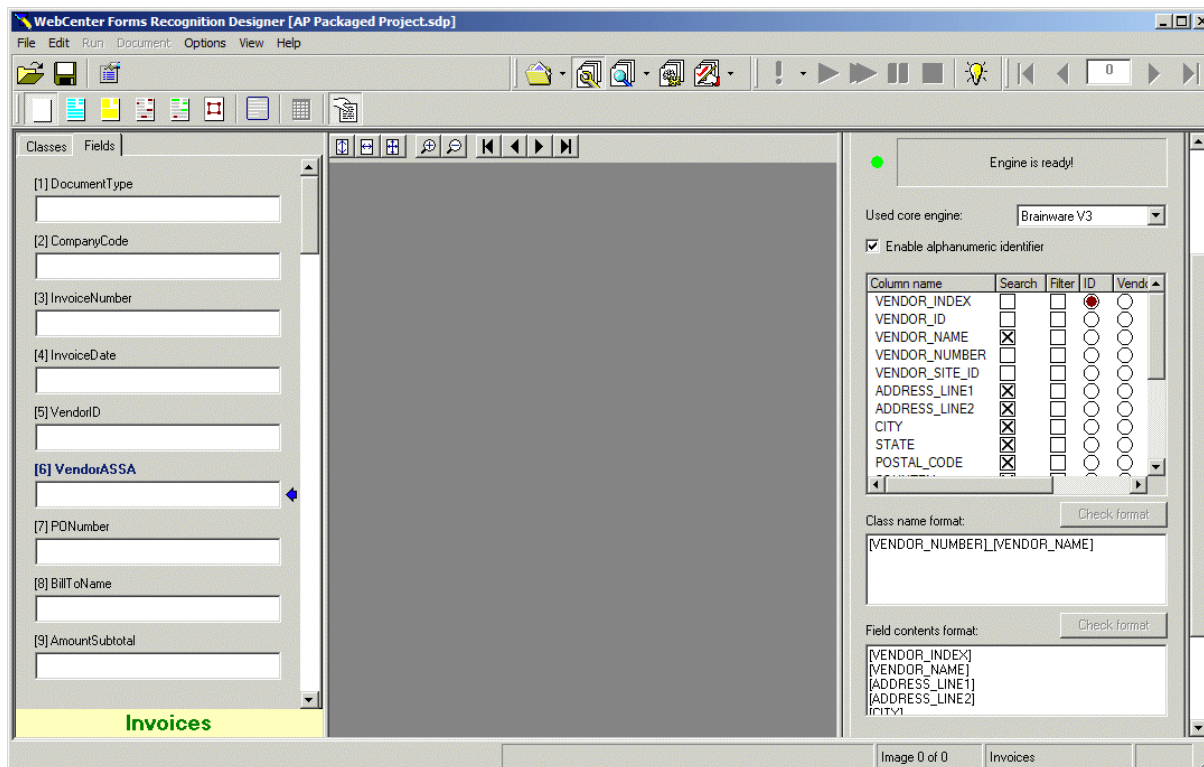 WebCenter Forms Recognition Designer [AP Packaged Project.sdp]
File Edit Run Document Options View Help
0
Classes Fields
[1] DocumentType
[2] CompanyCode
[3] InvoiceNumber
[4] InvoiceDate
[5] VendorID
[6] VendorASSA
[7] PONumber
[8] BillToName
[9] AmountSubtotal
Invoices
Engine is ready!
Used core engine: Brainware V3
Enable alphanumeric identifier
Column name Search Filter ID Vendo
VENDOR_INDEX
VENDOR_ID
VENDOR_NAME
VENDOR_NUMBER
VENDOR_SITE_ID
ADDRESS_LINE1
ADDRESS_LINE2
CITY
STATE
POSTAL_CODE
Class name format: Check format
[VENDOR_NUMBER]_[VENDOR_NAME]
Field contents format: Check format
[VENDOR_INDEX]
[VENDOR_NAME]
[ADDRESS_LINE1]
[ADDRESS_LINE2]
[CITY]
Image 0 of 0 Invoices